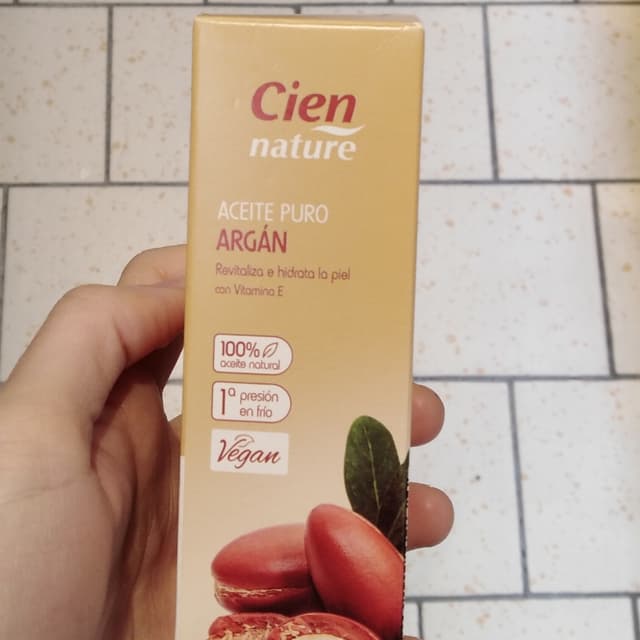 Cien
nature
ACEITE PURO
ARGÁN
Revitaliza e hidrata la piel
con Vitamina E
100%
aceite natural
1ª presión
en frío
Vegan